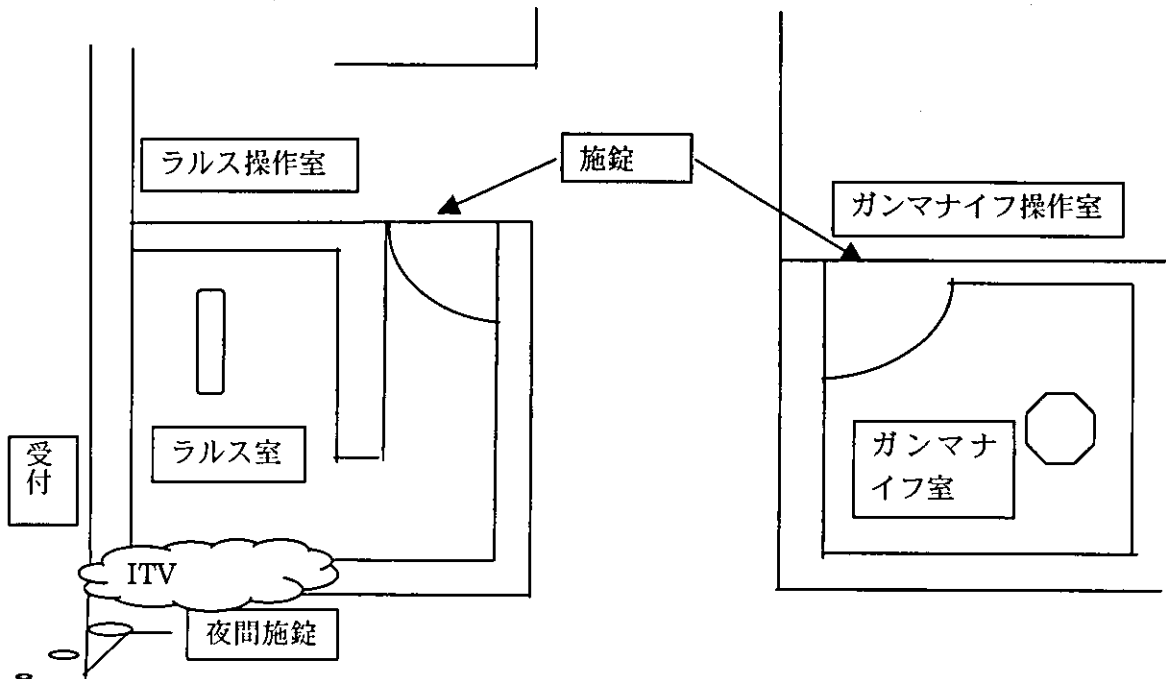 ラルス操作室
施錠
ガンマナイフ操作室
ラルス室
ガンマナ
イフ室
受付
ITV
夜間施錠